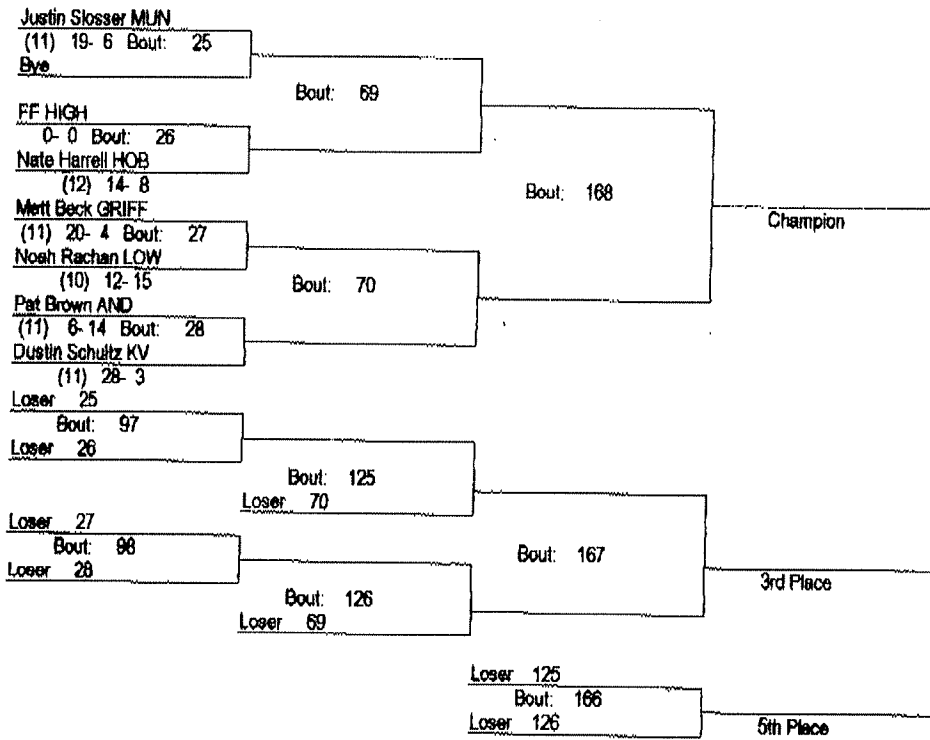 Justin Slosser MUN
(11) 19- 6 Bout: 25
Bye
Bout: 69
FF HIGH
0- 0 Bout: 26
Nate Harrell HOB
(12) 14- 8
Bout: 168
Champion
Matt Beck GRIFF
(11) 20- 4 Bout: 27
Noah Rachan LOW
(10) 12- 15
Bout: 70
Pat Brown AND
(11) 6- 14 Bout: 28
Dustin Schultz KV
(11) 28- 3
Loser 25
Bout: 97
Loser 26
Bout: 125
Loser 70
Loser 27
Bout: 98
Loser 28
Bout: 167
3rd Place
Bout: 126
Loser 69
Loser 125
Bout: 166
Loser 126
5th Place